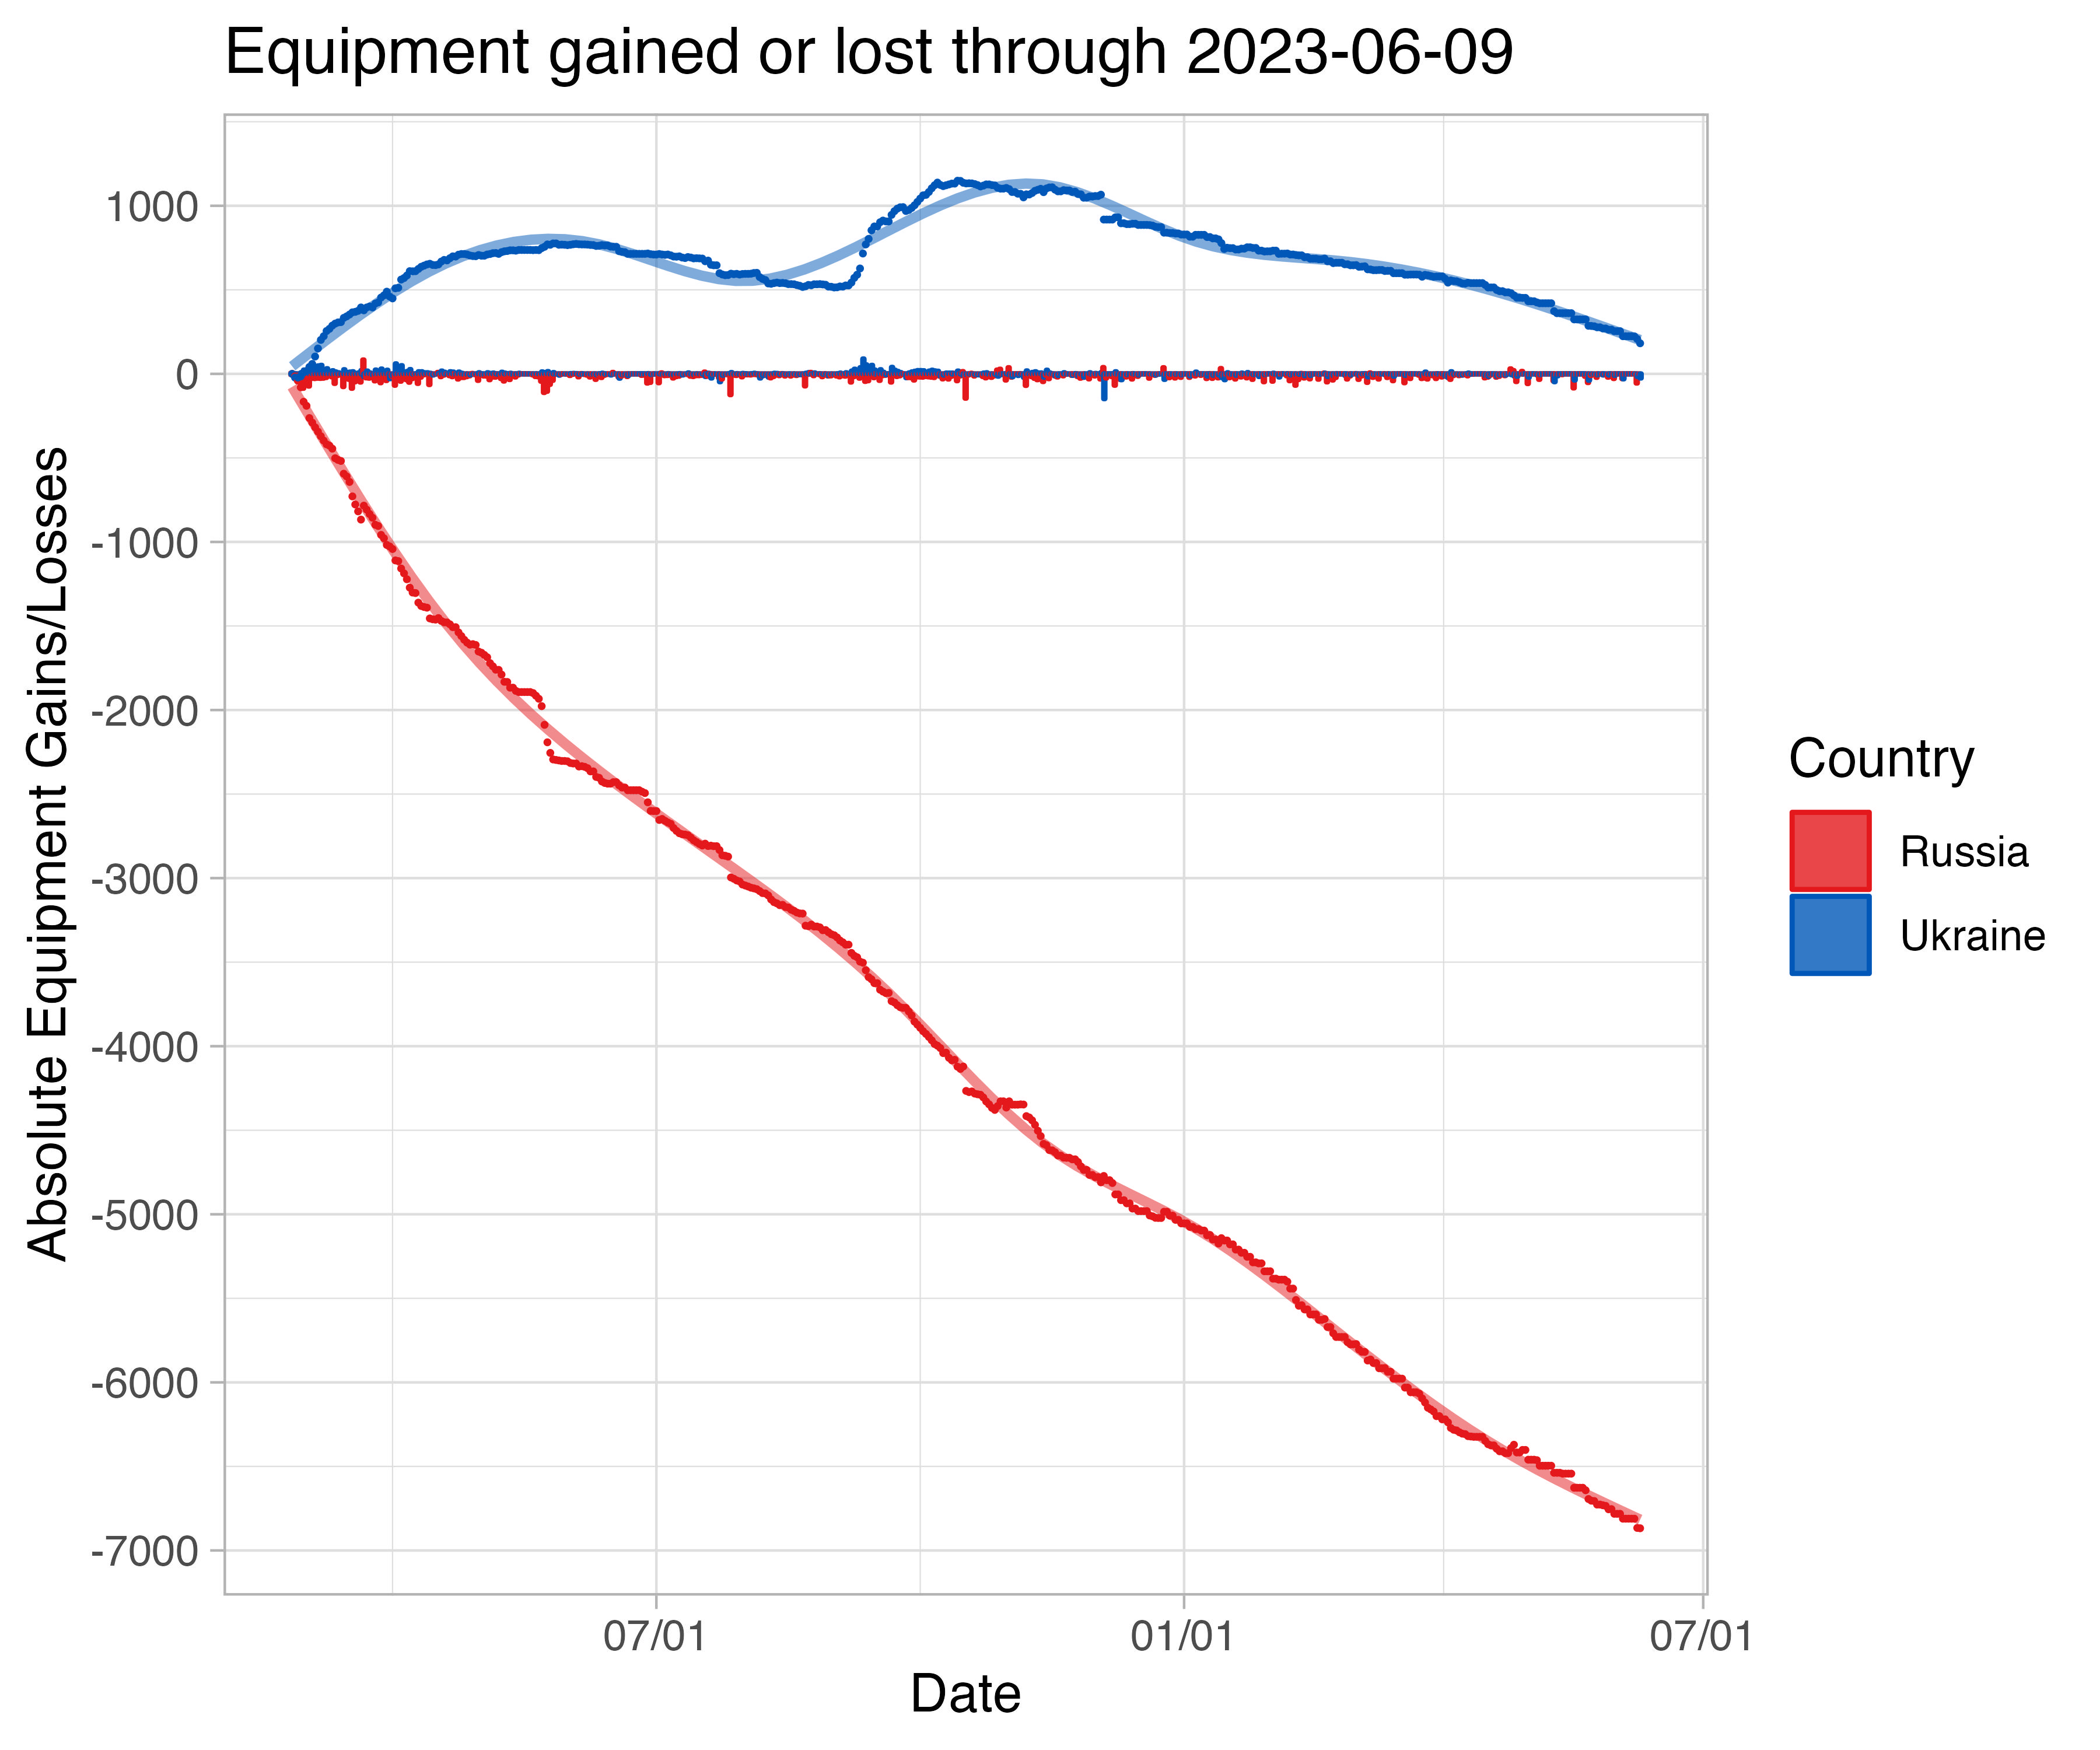 Equipment gained or lost through 2023-06-09
Absolute Equipment Gains/Losses
1000
0
-1000
-2000
-3000
-4000
-5000
-6000
-7000
07/01
01/01
07/01
Date
Country
Russia
Ukraine